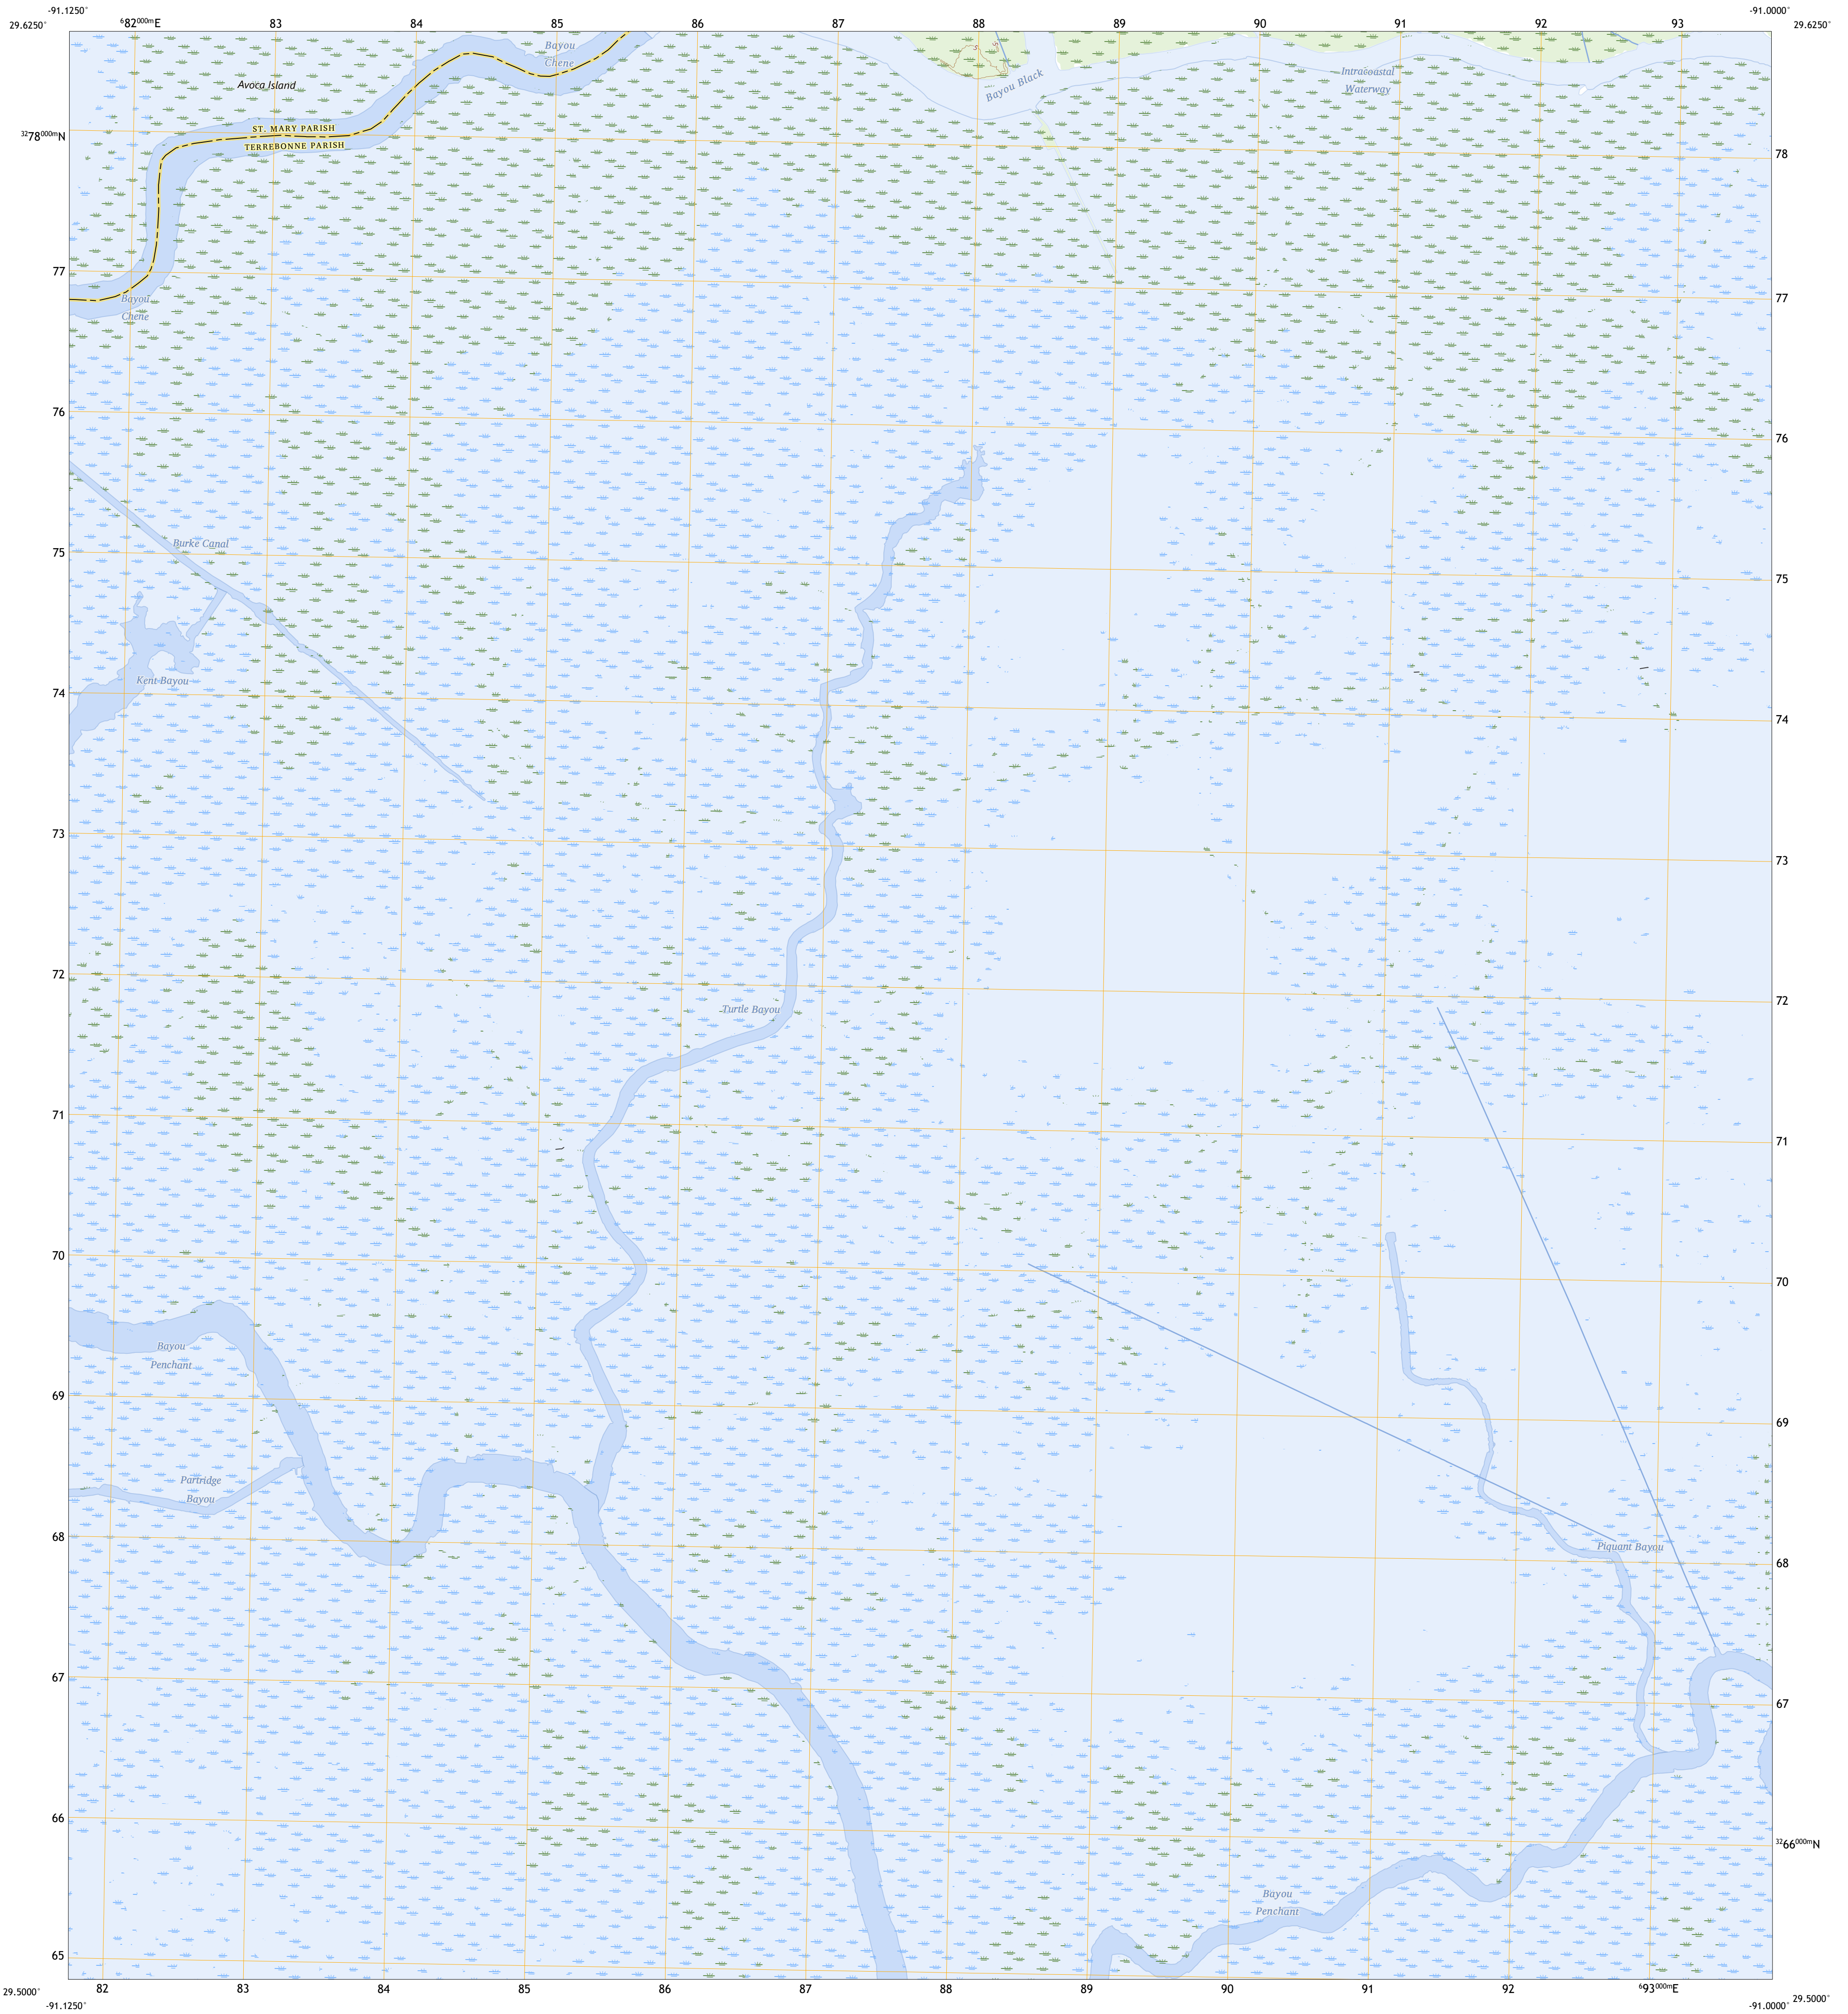 -91.1250° -91.0000°
29.6250° ⁶82⁰⁰⁰ᵐE 83 84 85 86 87 88 89 90 91 92 93 29.6250°
Bayou
Chene
Avoca Island
Bayou Black
Intracoastal
Waterway
ST. MARY PARISH
³²78⁰⁰⁰ᵐN
TERREBONNE PARISH
78
77
Bayou
Chene
77
76
76
Burke Canal
75
75
Kent Bayou
74
74
73
73
72
72
Turtle Bayou
71
71
70
70
Bayou
Penchant
69
69
Partridge
Bayou
68
Piquant Bayou
68
67
67
66
³²66⁰⁰⁰ᵐN
Bayou
Penchant
65
29.5000° 82 83 84 85 86 87 88 89 90 91 92 ⁶93⁰⁰⁰ᵐE 29.5000°
-91.1250° -91.0000°